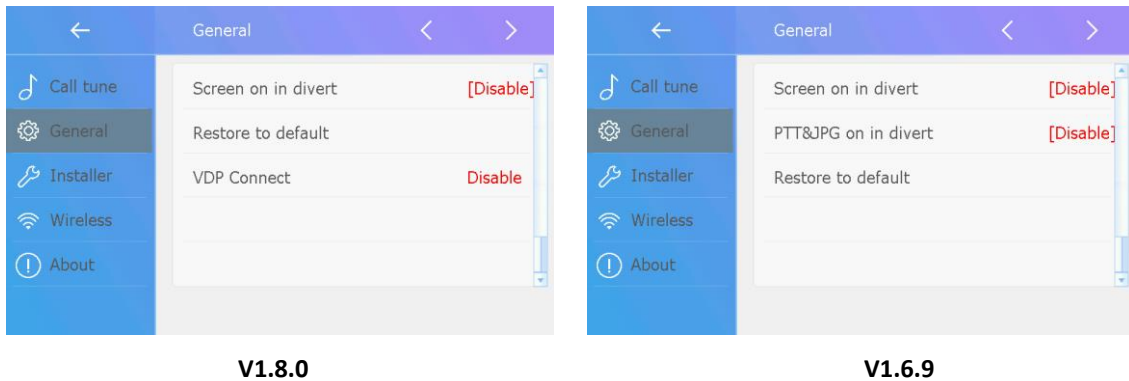 General
Call tune
General
Installer
Wireless
About
Screen on in divert [Disable]
Restore to default
VDP Connect Disable
V1.8.0
General
Call tune
General
Installer
Wireless
About
Screen on in divert [Disable]
PTT&JPG on in divert [Disable]
Restore to default
V1.6.9